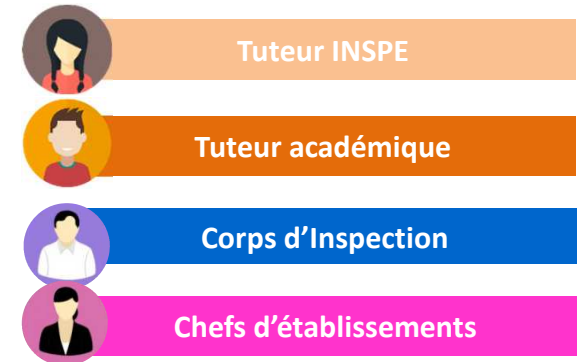 Tuteur INSPE
Tuteur académique
Corps d'Inspection
Chefs d'établissements